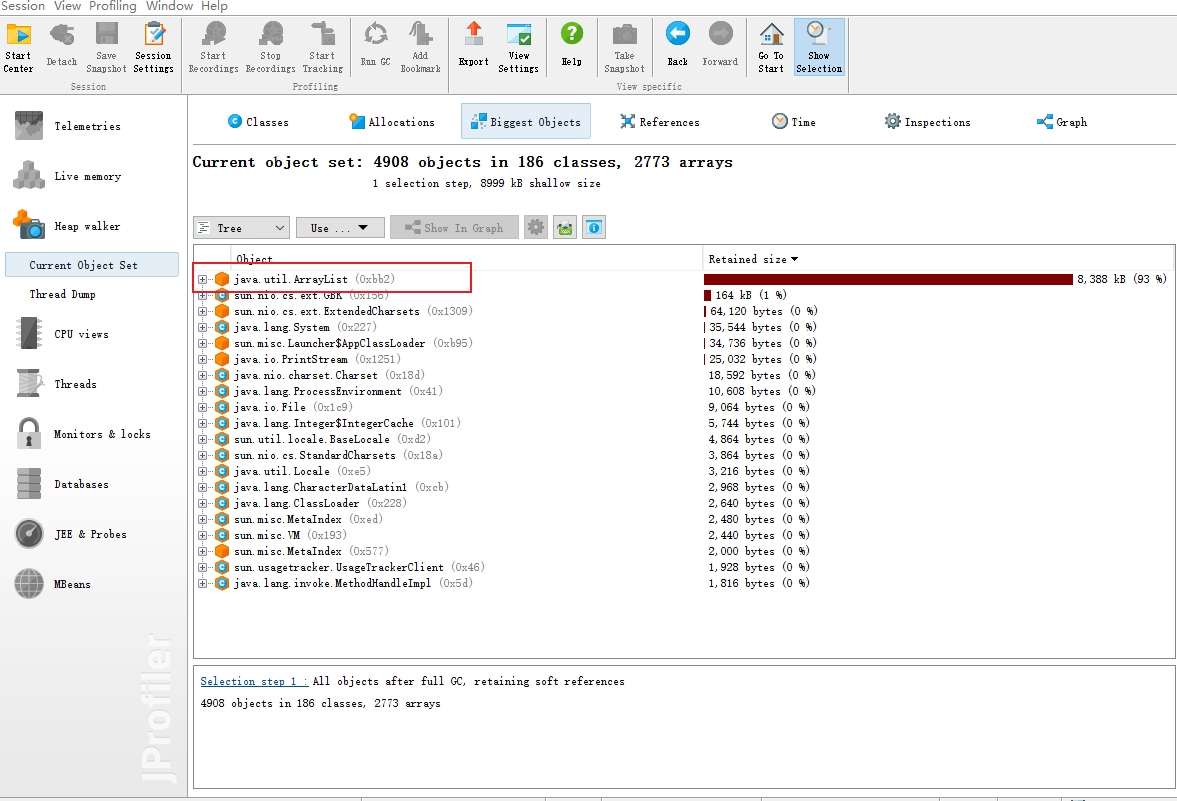 Session View Profiling Window Help
Start Center
Detach
Save Snapshot
Session Settings
Start Recordings
Stop Recordings
Start Tracking
Run GC
Add Bookmark
Export
View Settings
Help
Take Snapshot
Back
Forward
Go To Start
Show Selection
Session
Profiling
View specific
Telemetries
Live memory
Heap walker
Current Object Set
Thread Dump
CPU views
Threads
Monitors & locks
Databases
JEE & Probes
MBeans
JProfiler
Classes
Allocations
Biggest Objects
References
Time
Inspections
Graph
Current object set: 4908 objects in 186 classes, 2773 arrays
1 selection step, 8999 kB shallow size
Tree
Use ...
Show In Graph
Object Retained size
java.util.ArrayList (0xbb2) 8,388 kB (93 %)
sun.nio.cs.ext.GBK (0x156) 164 kB (1 %)
sun.nio.cs.ext.ExtendedCharsets (0x1309) 64,120 bytes (0 %)
java.lang.System (0x227) 35,544 bytes (0 %)
sun.misc.Launcher$AppClassLoader (0xb95) 34,736 bytes (0 %)
java.io.PrintStream (0x1251) 25,032 bytes (0 %)
java.nio.charset.Charset (0x18d) 18,592 bytes (0 %)
java.lang.ProcessEnvironment (0x41) 10,608 bytes (0 %)
java.io.File (0x1c9) 9,064 bytes (0 %)
java.lang.Integer$IntegerCache (0x101) 5,744 bytes (0 %)
sun.util.locale.BaseLocale (0xd2) 4,864 bytes (0 %)
sun.nio.cs.StandardCharsets (0x18a) 3,864 bytes (0 %)
java.util.Locale (0xe5) 3,216 bytes (0 %)
java.lang.CharacterDataLatin1 (0xcb) 2,968 bytes (0 %)
java.lang.ClassLoader (0x228) 2,640 bytes (0 %)
sun.misc.MetaIndex (0xed) 2,480 bytes (0 %)
sun.misc.VM (0x193) 2,440 bytes (0 %)
sun.misc.MetaIndex (0x577) 2,000 bytes (0 %)
sun.usagetracker.UsageTrackerClient (0x46) 1,928 bytes (0 %)
java.lang.invoke.MethodHandleImpl (0x5d) 1,816 bytes (0 %)
Selection step 1 : All objects after full GC, retaining soft references
4908 objects in 186 classes, 2773 arrays